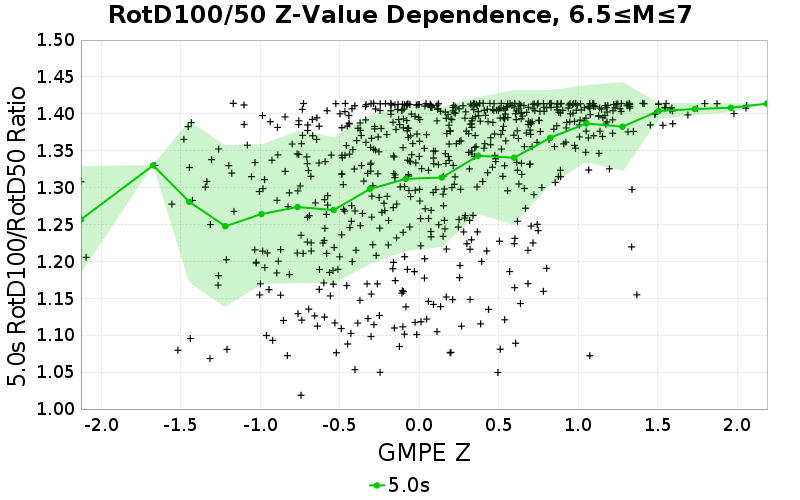 RotD100/50 Z-Value Dependence, 6.5≤M≤7
5.0s RotD100/RotD50 Ratio
1.50
1.45
1.40
1.35
1.30
1.25
1.20
1.15
1.10
1.05
1.00
-2.0 -1.5 -1.0 -0.5 0.0 0.5 1.0 1.5 2.0
GMPE Z
5.0s